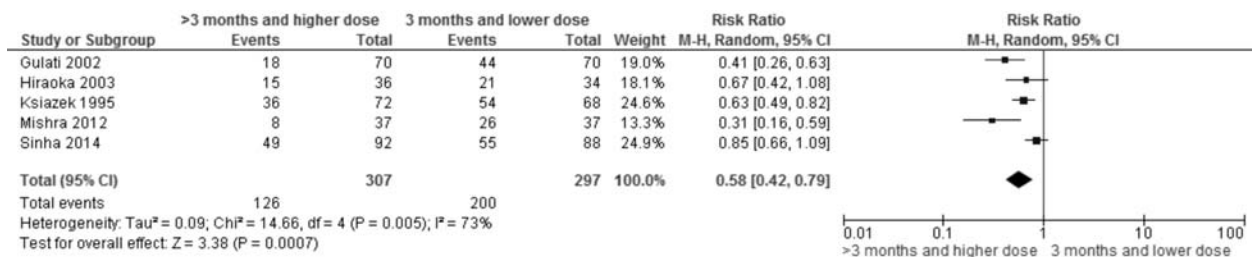 >3 months and higher dose 3 months and lower dose Risk Ratio Risk Ratio
Study or Subgroup Events Total Events Total Weight M-H, Random, 95% CI M-H, Random, 95% CI
Gulati 2002 18 70 44 70 19.0% 0.41 [0.26, 0.63]
Hiraoka 2003 15 36 21 34 18.1% 0.67 [0.42, 1.08]
Ksiazek 1995 36 72 54 68 24.6% 0.63 [0.49, 0.82]
Mishra 2012 8 37 26 37 13.3% 0.31 [0.16, 0.59]
Sinha 2014 49 92 55 88 24.9% 0.85 [0.66, 1.09]
Total (95% CI) 307 297 100.0% 0.58 [0.42, 0.79]
Total events 126 200
Heterogeneity: Tau² = 0.09; Chi² = 14.66, df = 4 (P = 0.005); I² = 73%
Test for overall effect: Z = 3.38 (P = 0.0007)
0.01 0.1 1 10 100
>3 months and higher dose 3 months and lower dose